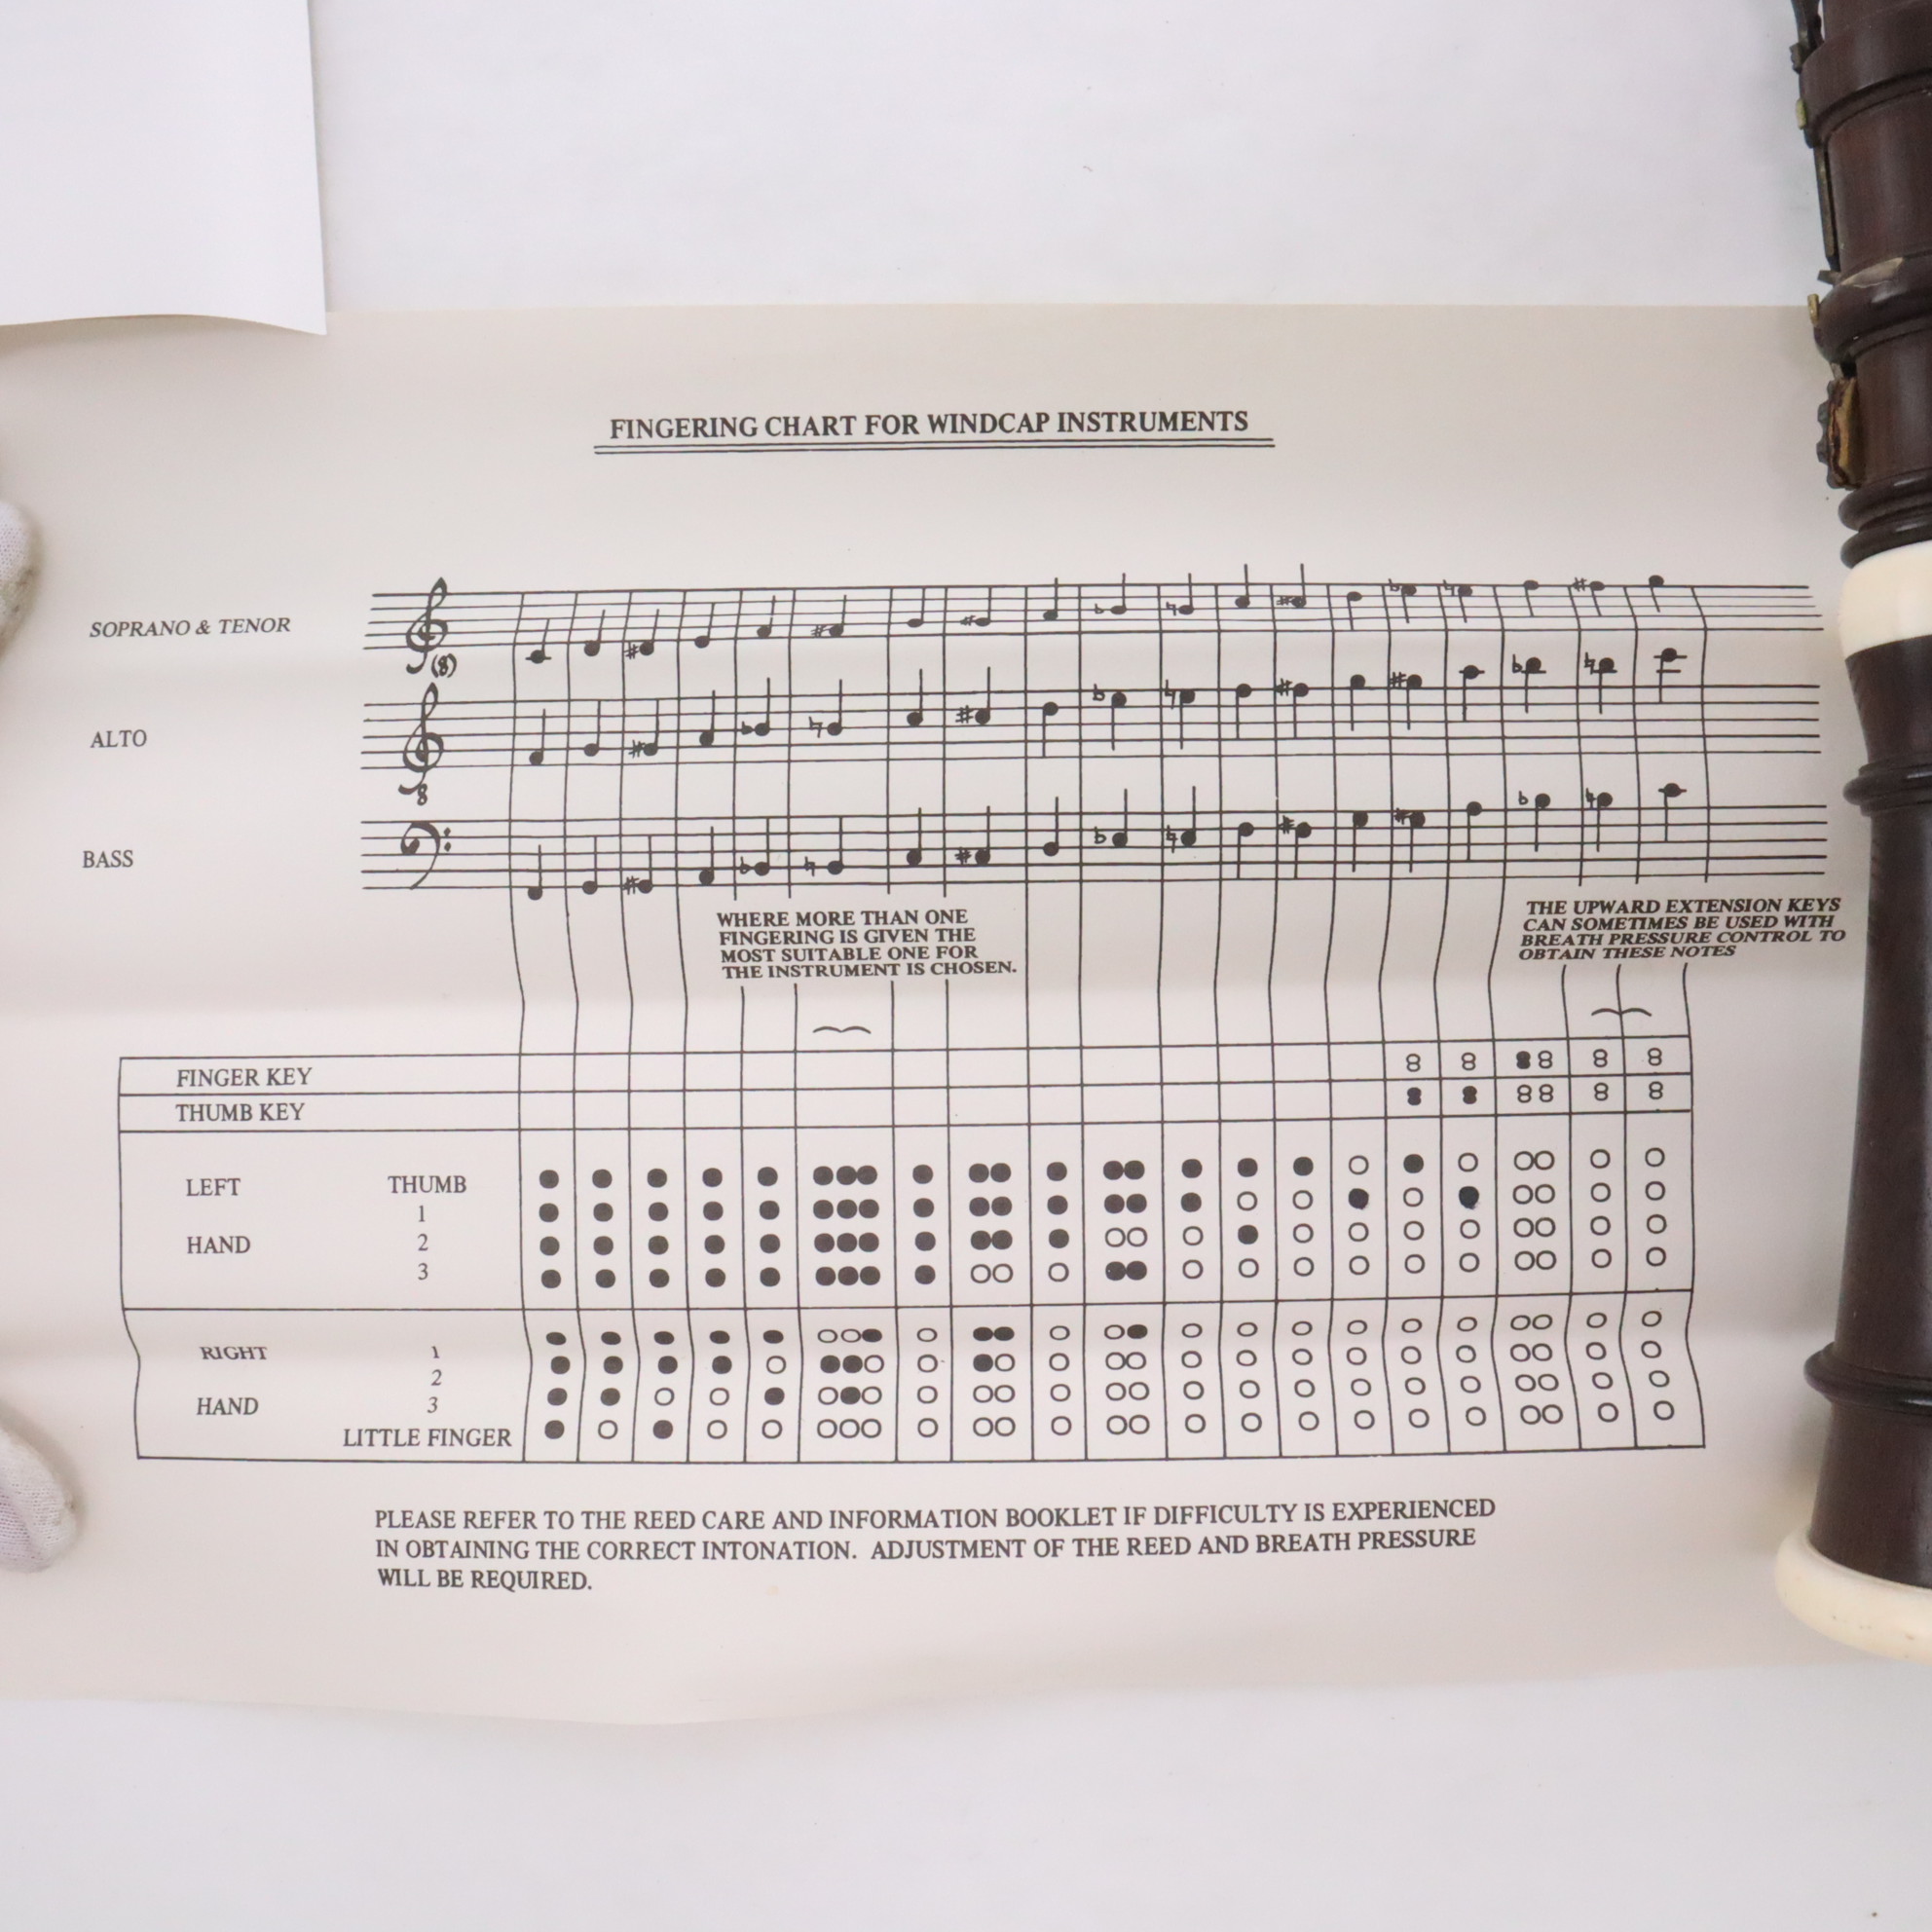 FINGERING CHART FOR WINDCAP INSTRUMENTS
SOPRANO & TENOR
(8)
ALTO
8
BASS
WHERE MORE THAN ONE
FINGERING IS GIVEN THE
MOST SUITABLE ONE FOR
THE INSTRUMENT IS CHOSEN.
THE UPWARD EXTENSION KEYS
CAN SOMETIMES BE USED WITH
BREATH PRESSURE CONTROL TO
OBTAIN THESE NOTES
FINGER KEY
THUMB KEY
LEFT THUMB
1
HAND 2
3
RIGHT 1
2
HAND 3
LITTLE FINGER
PLEASE REFER TO THE REED CARE AND INFORMATION BOOKLET IF DIFFICULTY IS EXPERIENCED
IN OBTAINING THE CORRECT INTONATION. ADJUSTMENT OF THE REED AND BREATH PRESSURE
WILL BE REQUIRED.